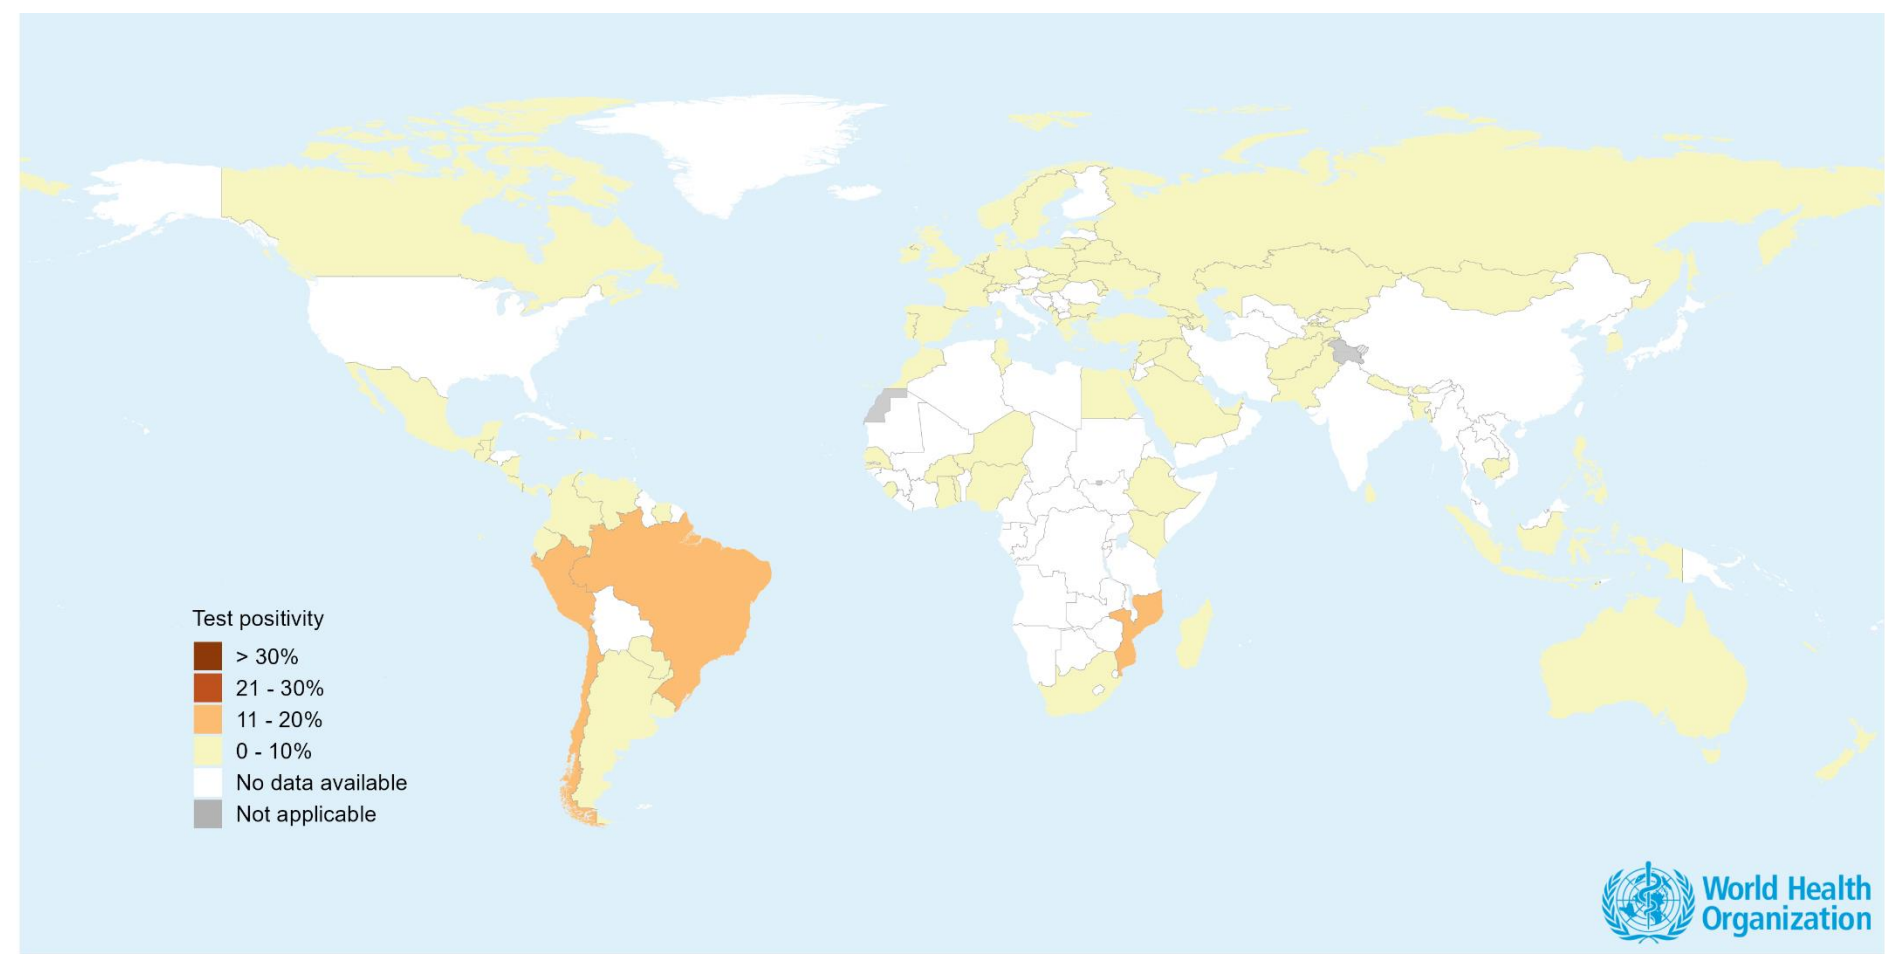 Test positivity
> 30%
21 - 30%
11 - 20%
0 - 10%
No data available
Not applicable
World Health
Organization